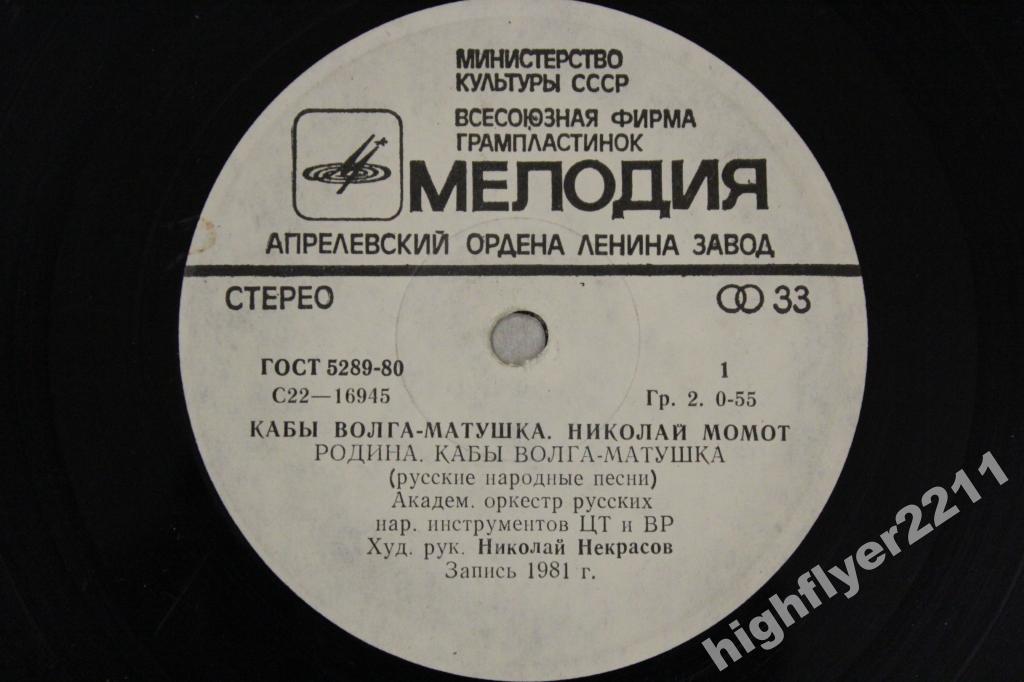 МИНИСТЕРСТВО
КУЛЬТУРЫ СССР
ВСЕСОЮЗНАЯ ФИРМА
ГРАМПЛАСТИНОК
МЕЛОДИЯ
АПРЕЛЕВСКИЙ ОРДЕНА ЛЕНИНА ЗАВОД
СТЕРЕО 33
ГОСТ 5289-80 1
С22—16945 Гр. 2. 0-55
КАБЫ ВОЛГА-МАТУШКА. НИКОЛАЙ МОМОТ
РОДИНА. КАБЫ ВОЛГА-МАТУШКА
(русские народные песни)
Академ. оркестр русских
нар. инструментов ЦТ и ВР
Худ. рук. Николай Некрасов
Запись 1981 г.
highflyer2211